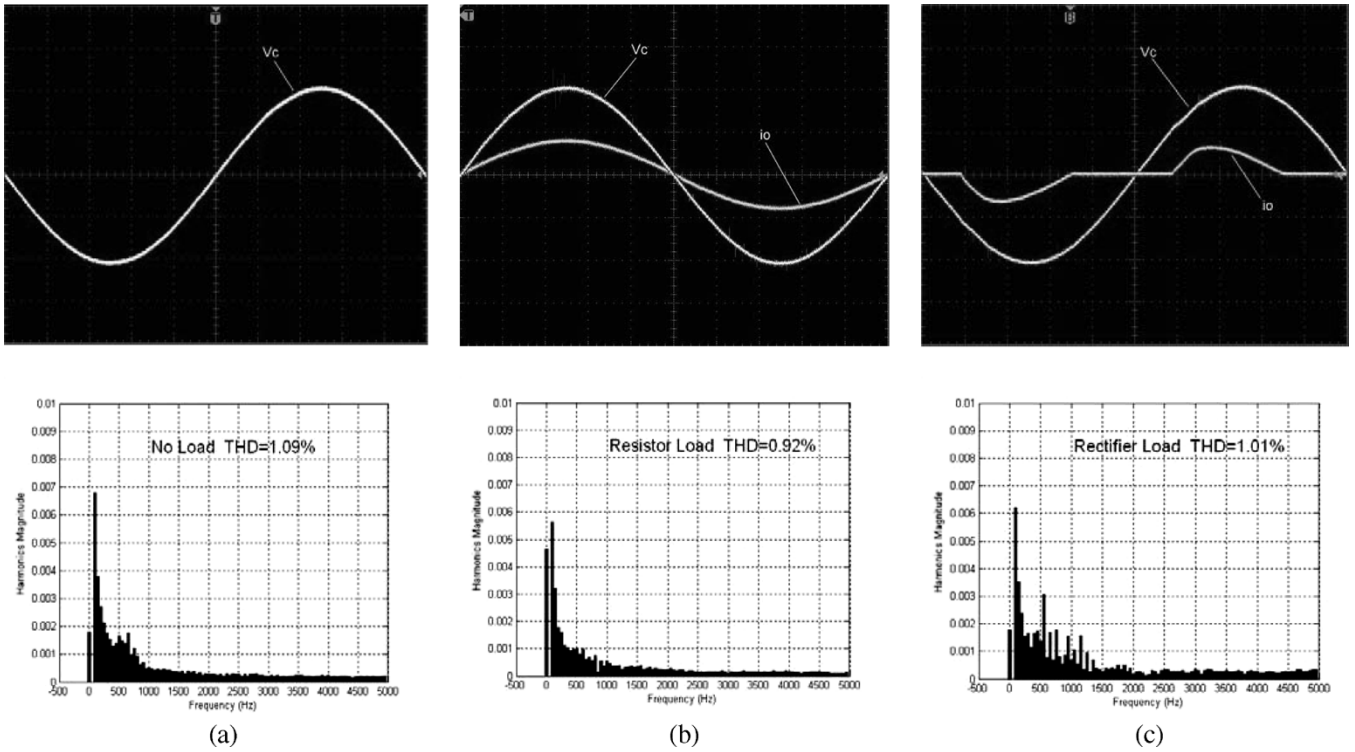 T
Vc
T
Vc
io
B
Vc
io
0.01
0.009
0.008
0.007
0.006
0.005
0.004
0.003
0.002
0.001
-500 0 500 1000 1500 2000 2500 3000 3500 4000 4500 5000
Harmonics Magnitude
Frequency (Hz)
No Load THD=1.09%
(a)
0.01
0.009
0.008
0.007
0.006
0.005
0.004
0.003
0.002
0.001
0
-500 0 500 1000 1500 2000 2500 3000 3500 4000 4500 5000
Harmonics Magnitude
Frequency (Hz)
Resistor Load THD=0.92%
(b)
0.01
0.009
0.008
0.007
0.006
0.005
0.004
0.003
0.002
0.001
0
-500 0 500 1000 1500 2000 2500 3000 3500 4000 4500 5000
Harmonics Magnitude
Frequency (Hz)
Rectifier Load THD=1.01%
(c)